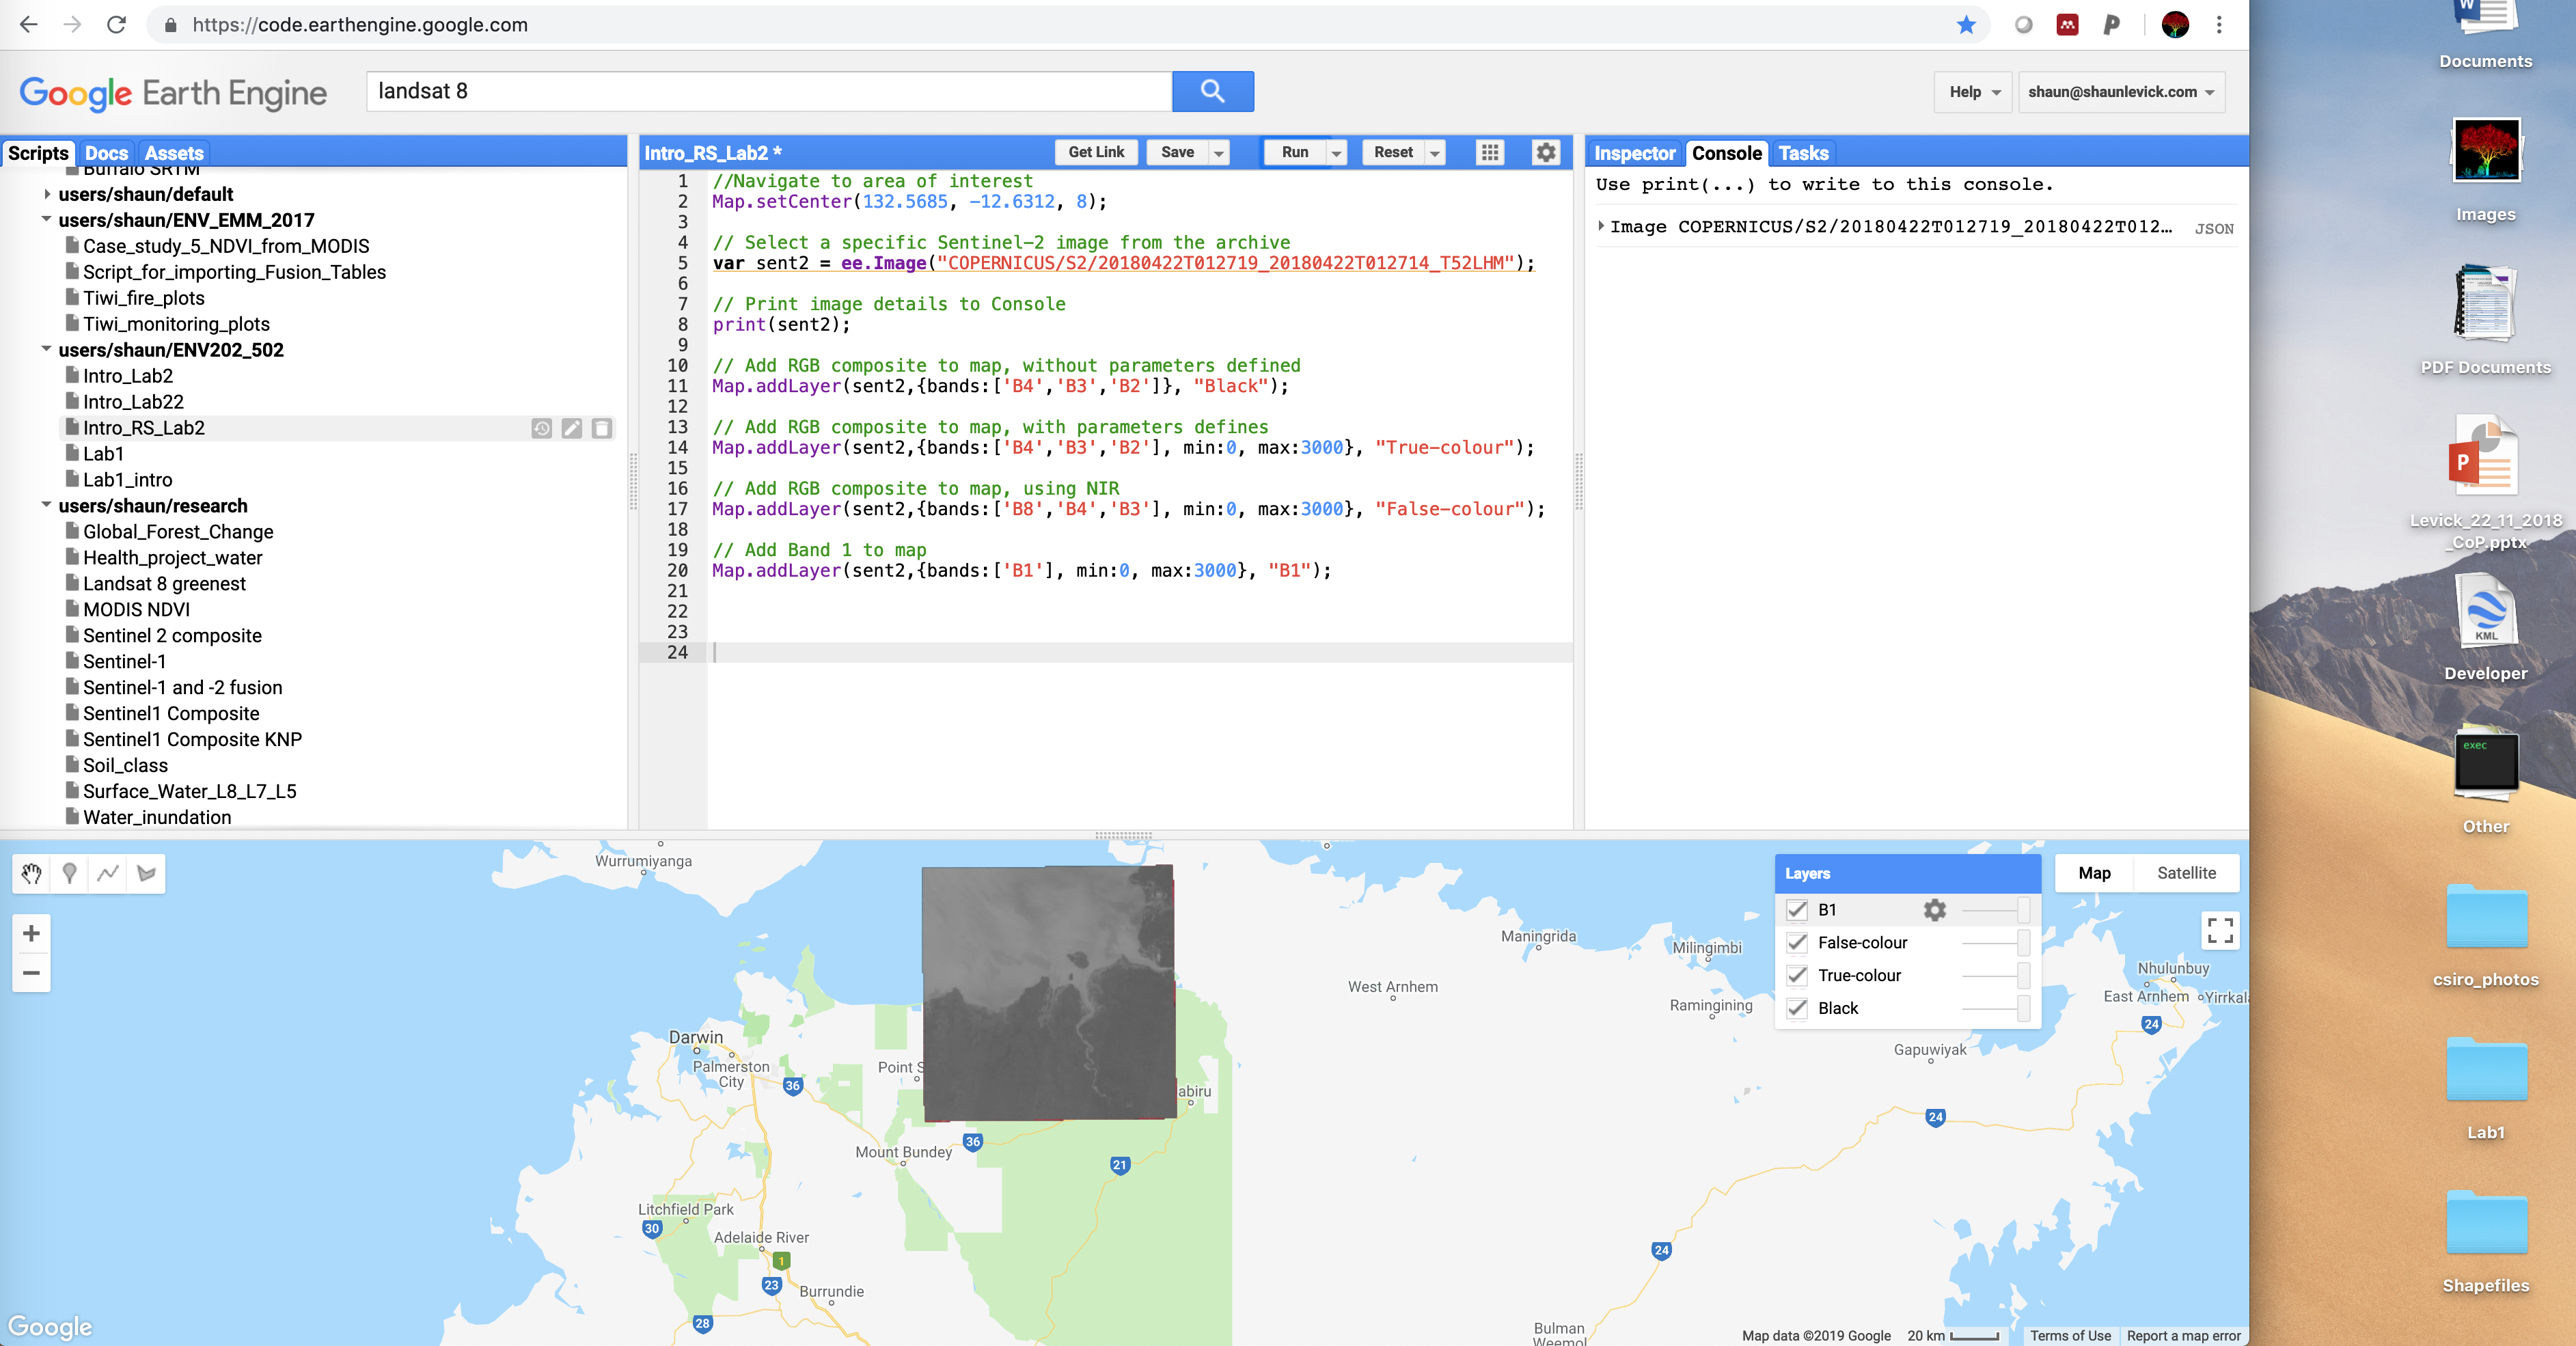 https://code.earthengine.google.com
Google Earth Engine
landsat 8
Help
shaun@shaunlevick.com
Scripts Docs Assets
Buffalo SRTM
users/shaun/default
users/shaun/ENV_EMM_2017
Case_study_5_NDVI_from_MODIS
Script_for_importing_Fusion_Tables
Tiwi_fire_plots
Tiwi_monitoring_plots
users/shaun/ENV202_502
Intro_Lab2
Intro_Lab22
Intro_RS_Lab2
Lab1
Lab1_intro
users/shaun/research
Global_Forest_Change
Health_project_water
Landsat 8 greenest
MODIS NDVI
Sentinel 2 composite
Sentinel-1
Sentinel-1 and -2 fusion
Sentinel1 Composite
Sentinel1 Composite KNP
Soil_class
Surface_Water_L8_L7_L5
Water_inundation
Intro_RS_Lab2 *
Get Link Save Run Reset
1 //Navigate to area of interest
2 Map.setCenter(132.5685, -12.6312, 8);
3
4 // Select a specific Sentinel-2 image from the archive
5 var sent2 = ee.Image("COPERNICUS/S2/20180422T012719_20180422T012714_T52LHM");
6
7 // Print image details to Console
8 print(sent2);
9
10 // Add RGB composite to map, without parameters defined
11 Map.addLayer(sent2,{bands:['B4','B3','B2']}, "Black");
12
13 // Add RGB composite to map, with parameters defines
14 Map.addLayer(sent2,{bands:['B4','B3','B2'], min:0, max:3000}, "True-colour");
15
16 // Add RGB composite to map, using NIR
17 Map.addLayer(sent2,{bands:['B8','B4','B3'], min:0, max:3000}, "False-colour");
18
19 // Add Band 1 to map
20 Map.addLayer(sent2,{bands:['B1'], min:0, max:3000}, "B1");
21
22
23
24
Inspector Console Tasks
Use print(...) to write to this console.
Image COPERNICUS/S2/20180422T012719_20180422T012... JSON
Wurrumiyanga
Darwin
Palmerston
City
36
Point S
abiru
Mount Bundey
36
21
Litchfield Park
30
Adelaide River
1
23
Burrundie
28
Maningrida
Milingimbi
West Arnhem
Ramingining
Nhulunbuy
East Arnhem
Yirrkal
24
Gapuwiyak
24
24
Bulman
Weemol
Layers
B1
False-colour
True-colour
Black
Map Satellite
Google
Map data ©2019 Google 20 km Terms of Use Report a map error
W
Documents
Images
PDF Documents
P
Levick_22_11_2018
_CoP.pptx
KML
Developer
exec
Other
csiro_photos
Lab1
Shapefiles